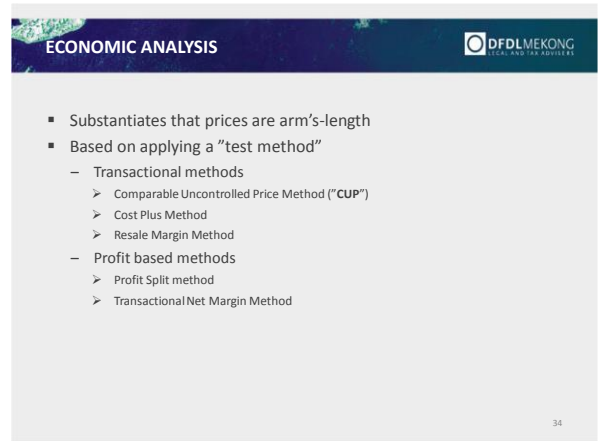 ECONOMIC ANALYSIS
DFDLMEKONG
LEGAL AND TAX ADVISERS
▪ Substantiates that prices are arm’s-length
▪ Based on applying a ”test method”
– Transactional methods
➢ Comparable Uncontrolled Price Method (”CUP”)
➢ Cost Plus Method
➢ Resale Margin Method
– Profit based methods
➢ Profit Split method
➢ Transactional Net Margin Method
34